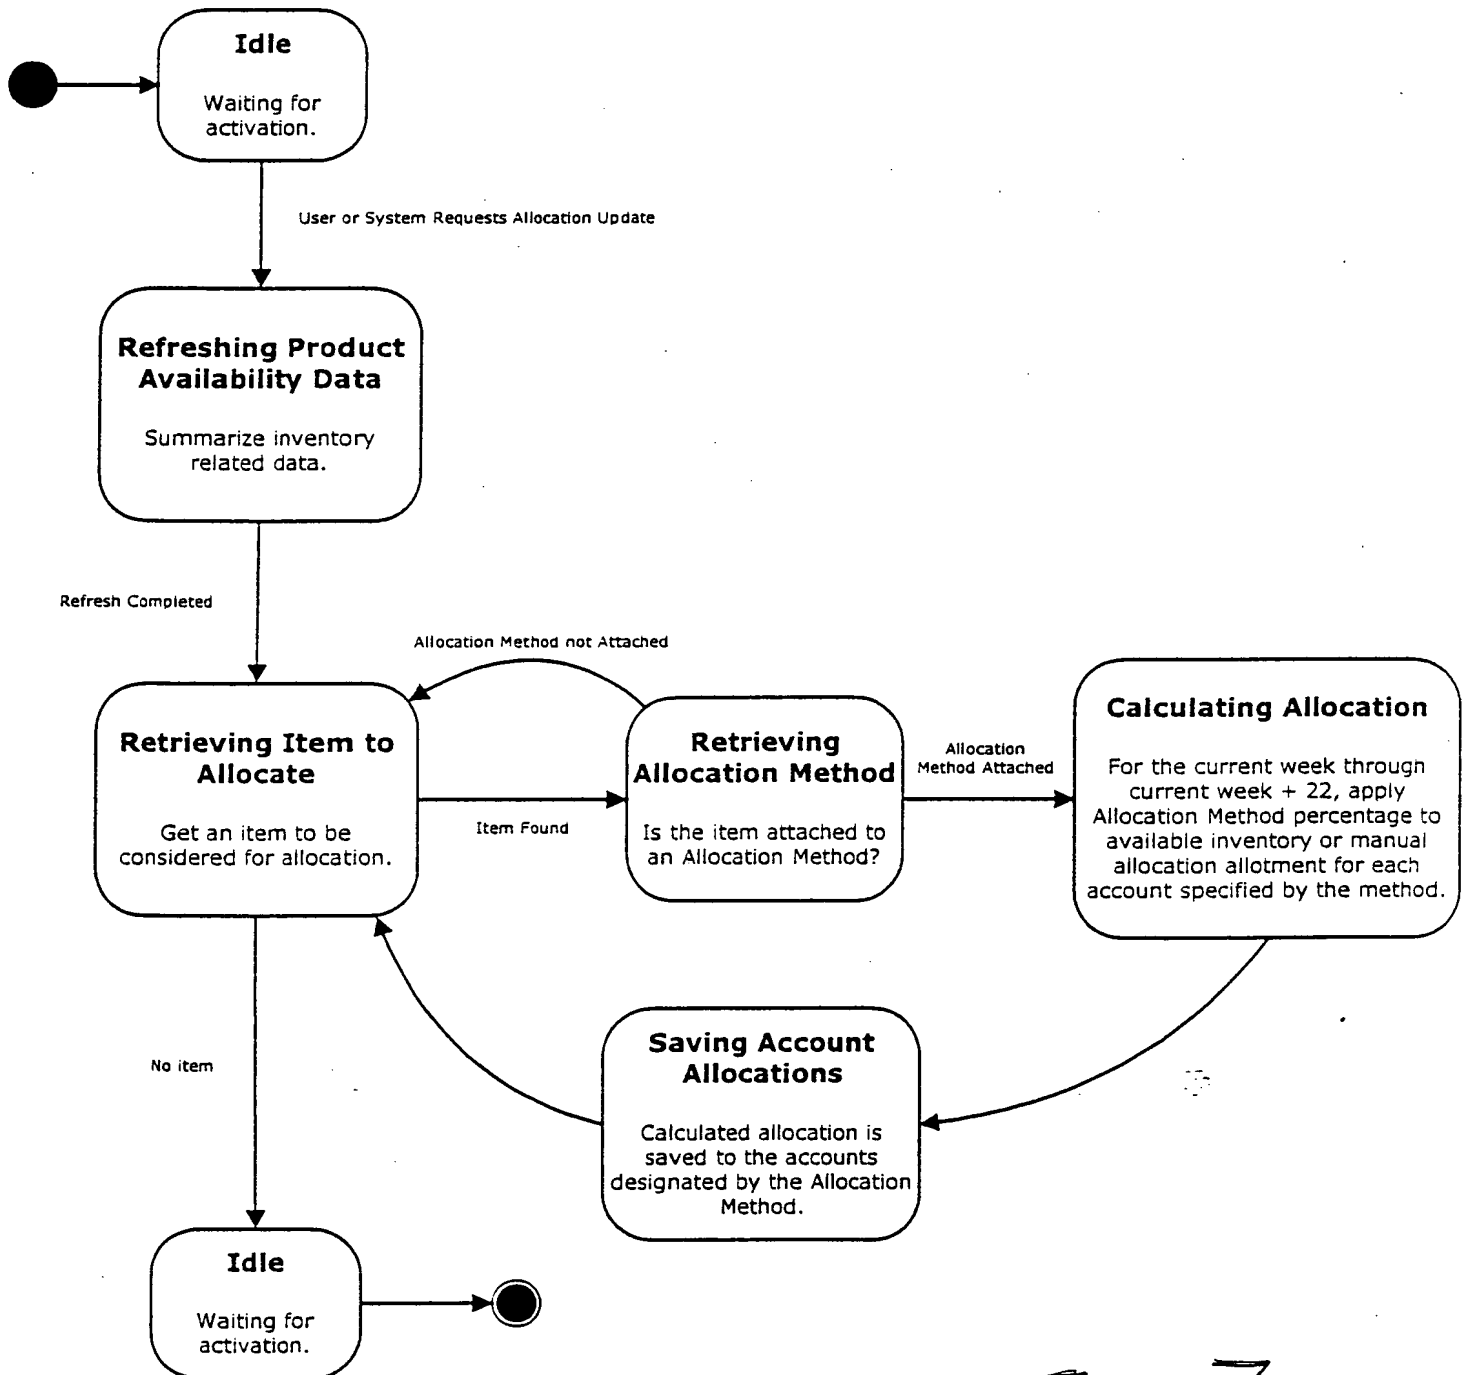 Idle
Waiting for
activation.
User or System Requests Allocation Update
Refreshing Product
Availability Data
Summarize inventory
related data.
Refresh Completed
Allocation Method not Attached
Retrieving Item to
Allocate
Get an item to be
considered for allocation.
Item Found
Retrieving
Allocation Method
Is the item attached to
an Allocation Method?
Allocation
Method Attached
Calculating Allocation
For the current week through
current week + 22, apply
Allocation Method percentage to
available inventory or manual
allocation allotment for each
account specified by the method.
No item
Saving Account
Allocations
Calculated allocation is
saved to the accounts
designated by the Allocation
Method.
Idle
Waiting for
activation.